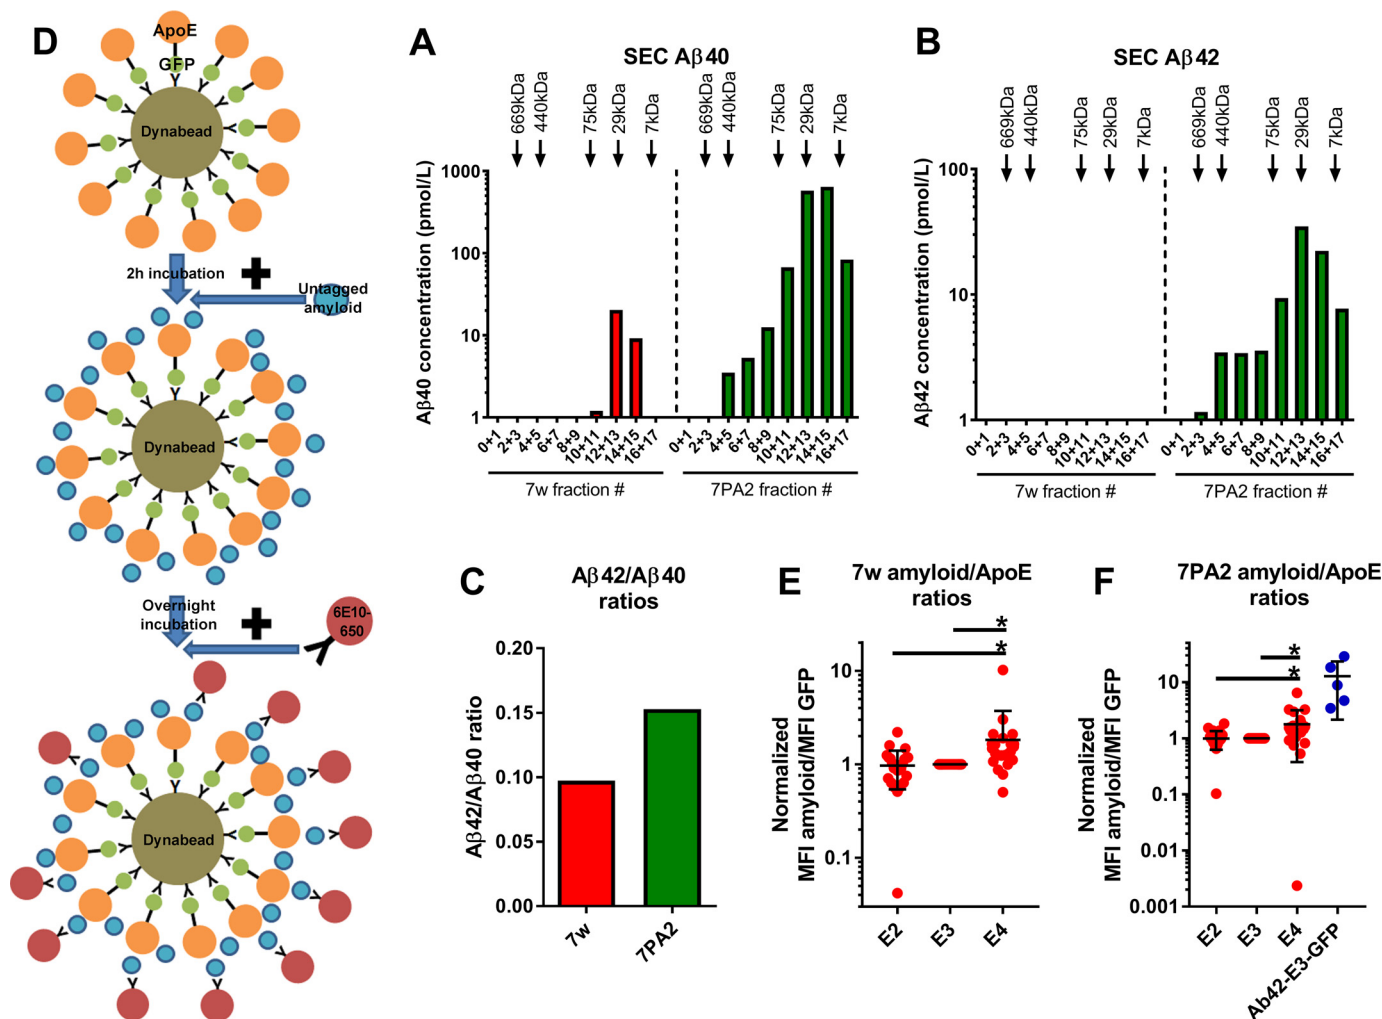 D
ApoE
GFP
Dynabead
2h incubation
Untagged
amyloid
Dynabead
Overnight
incubation
6E10-
650
Dynabead
A
SEC Aβ40
669kDa
440kDa
75kDa
29kDa
7kDa
669kDa
440kDa
75kDa
29kDa
7kDa
Aβ40 concentration (pmol/L)
1000
100
10
1
0+1
2+3
4+5
6+7
8+9
10+11
12+13
14+15
16+17
0+1
2+3
4+5
6+7
8+9
10+11
12+13
14+15
16+17
7w fraction #
7PA2 fraction #
B
SEC Aβ42
669kDa
440kDa
75kDa
29kDa
7kDa
669kDa
440kDa
75kDa
29kDa
7kDa
Aβ42 concentration (pmol/L)
100
10
1
0+1
2+3
4+5
6+7
8+9
10+11
12+13
14+15
16+17
0+1
2+3
4+5
6+7
8+9
10+11
12+13
14+15
16+17
7w fraction #
7PA2 fraction #
C
Aβ42/Aβ40
ratios
Aβ42/Aβ40 ratio
0.20
0.15
0.10
0.05
0.00
7w
7PA2
E
7w amyloid/ApoE
ratios
*
*
Normalized
MFI amyloid/MFI GFP
10
1
0.1
E2
E3
E4
F
7PA2 amyloid/ApoE
ratios
*
*
Normalized
MFI amyloid/MFI GFP
10
1
0.1
0.01
0.001
E2
E3
E4
Ab42-E3-GFP